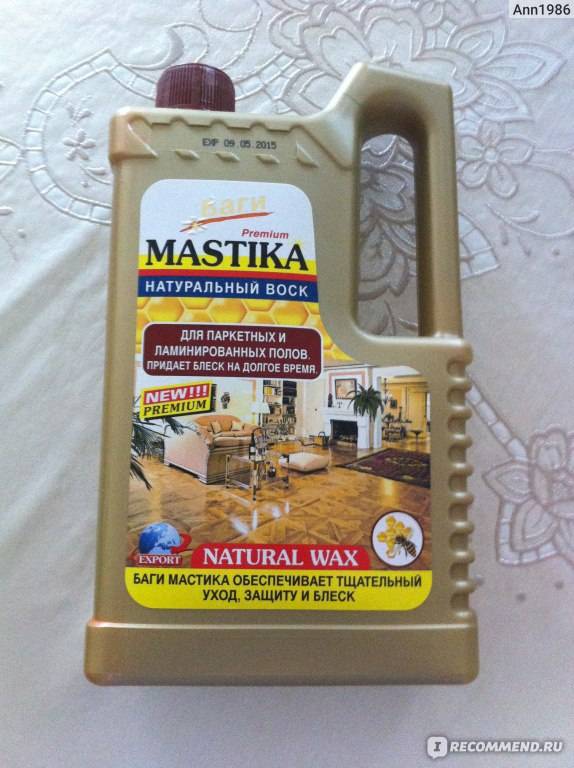 Ann1986
EXP 09.05.2015
баги
Premium
MASTIKA
НАТУРАЛЬНЫЙ ВОСК
ДЛЯ ПАРКЕТНЫХ И
ЛАМИНИРОВАННЫХ ПОЛОВ.
ПРИДАЕТ БЛЕСК НА ДОЛГОЕ ВРЕМЯ.
NEW!!!
PREMIUM
EXPORT
NATURAL WAX
БАГИ МАСТИКА ОБЕСПЕЧИВАЕТ ТЩАТЕЛЬНЫЙ
УХОД, ЗАЩИТУ И БЛЕСК
I RECOMMEND.RU